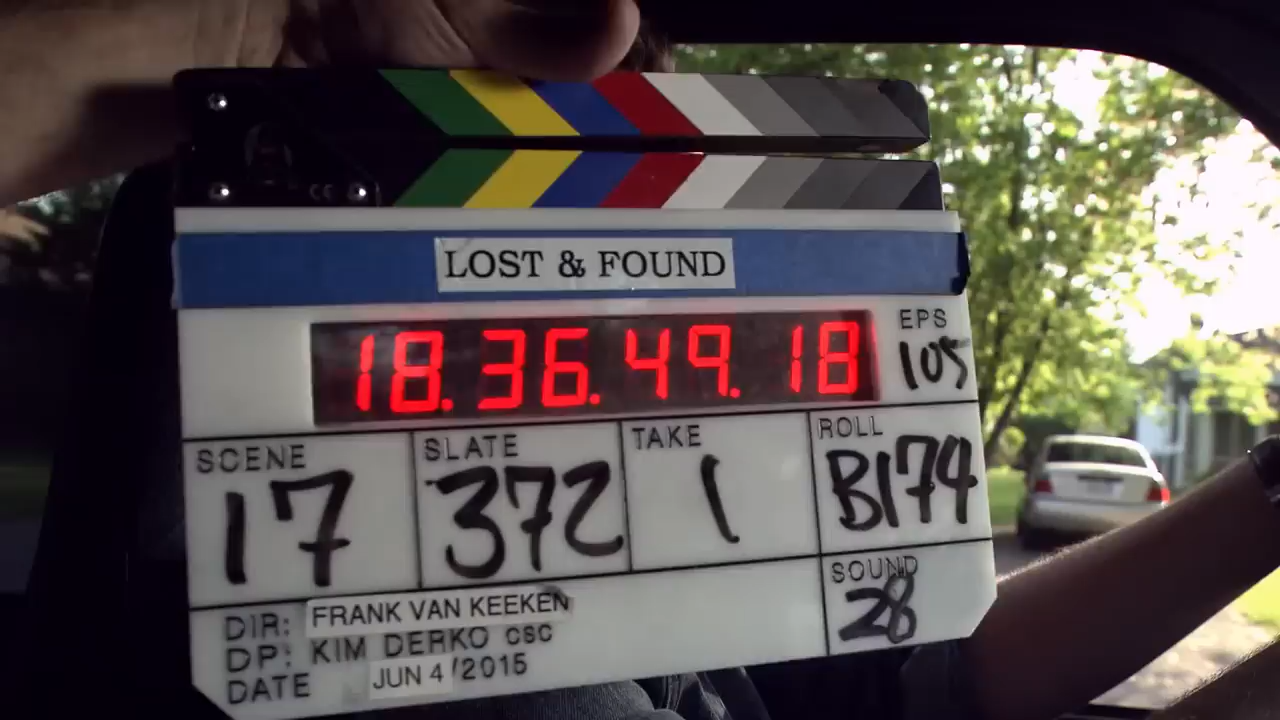 CE
LOST & FOUND
18.36.49.18
EPS
105
SCENE
17
SLATE
372
TAKE
1
ROLL
B174
SOUND
28
DIR: FRANK VAN KEEKEN
DP: KIM DERKO CSC
DATE JUN 4/2015